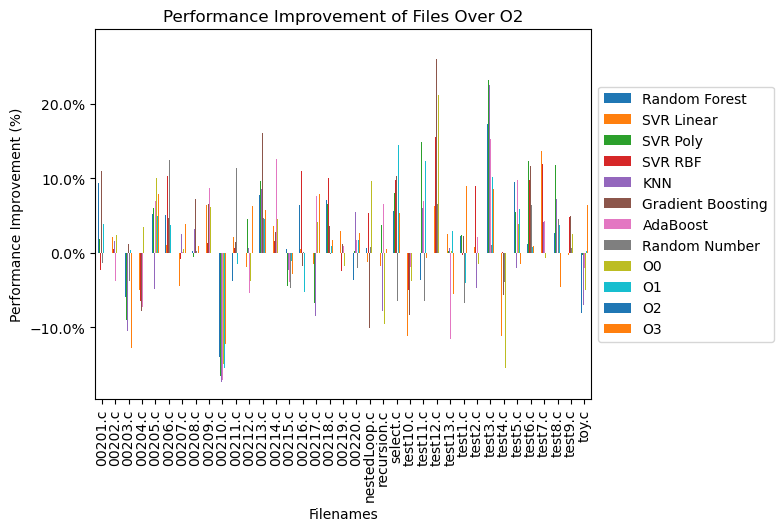 Performance Improvement of Files Over O2
Performance Improvement (%)
20.0%
10.0%
0.0%
−10.0%
00201.c
00202.c
00203.c
00204.c
00205.c
00206.c
00207.c
00208.c
00209.c
00210.c
00211.c
00212.c
00213.c
00214.c
00215.c
00216.c
00217.c
00218.c
00219.c
00220.c
nestedLoop.c
recursion.c
select.c
test10.c
test11.c
test12.c
test13.c
test1.c
test2.c
test3.c
test4.c
test5.c
test6.c
test7.c
test8.c
test9.c
toy.c
Filenames
Random Forest
SVR Linear
SVR Poly
SVR RBF
KNN
Gradient Boosting
AdaBoost
Random Number
O0
O1
O2
O3